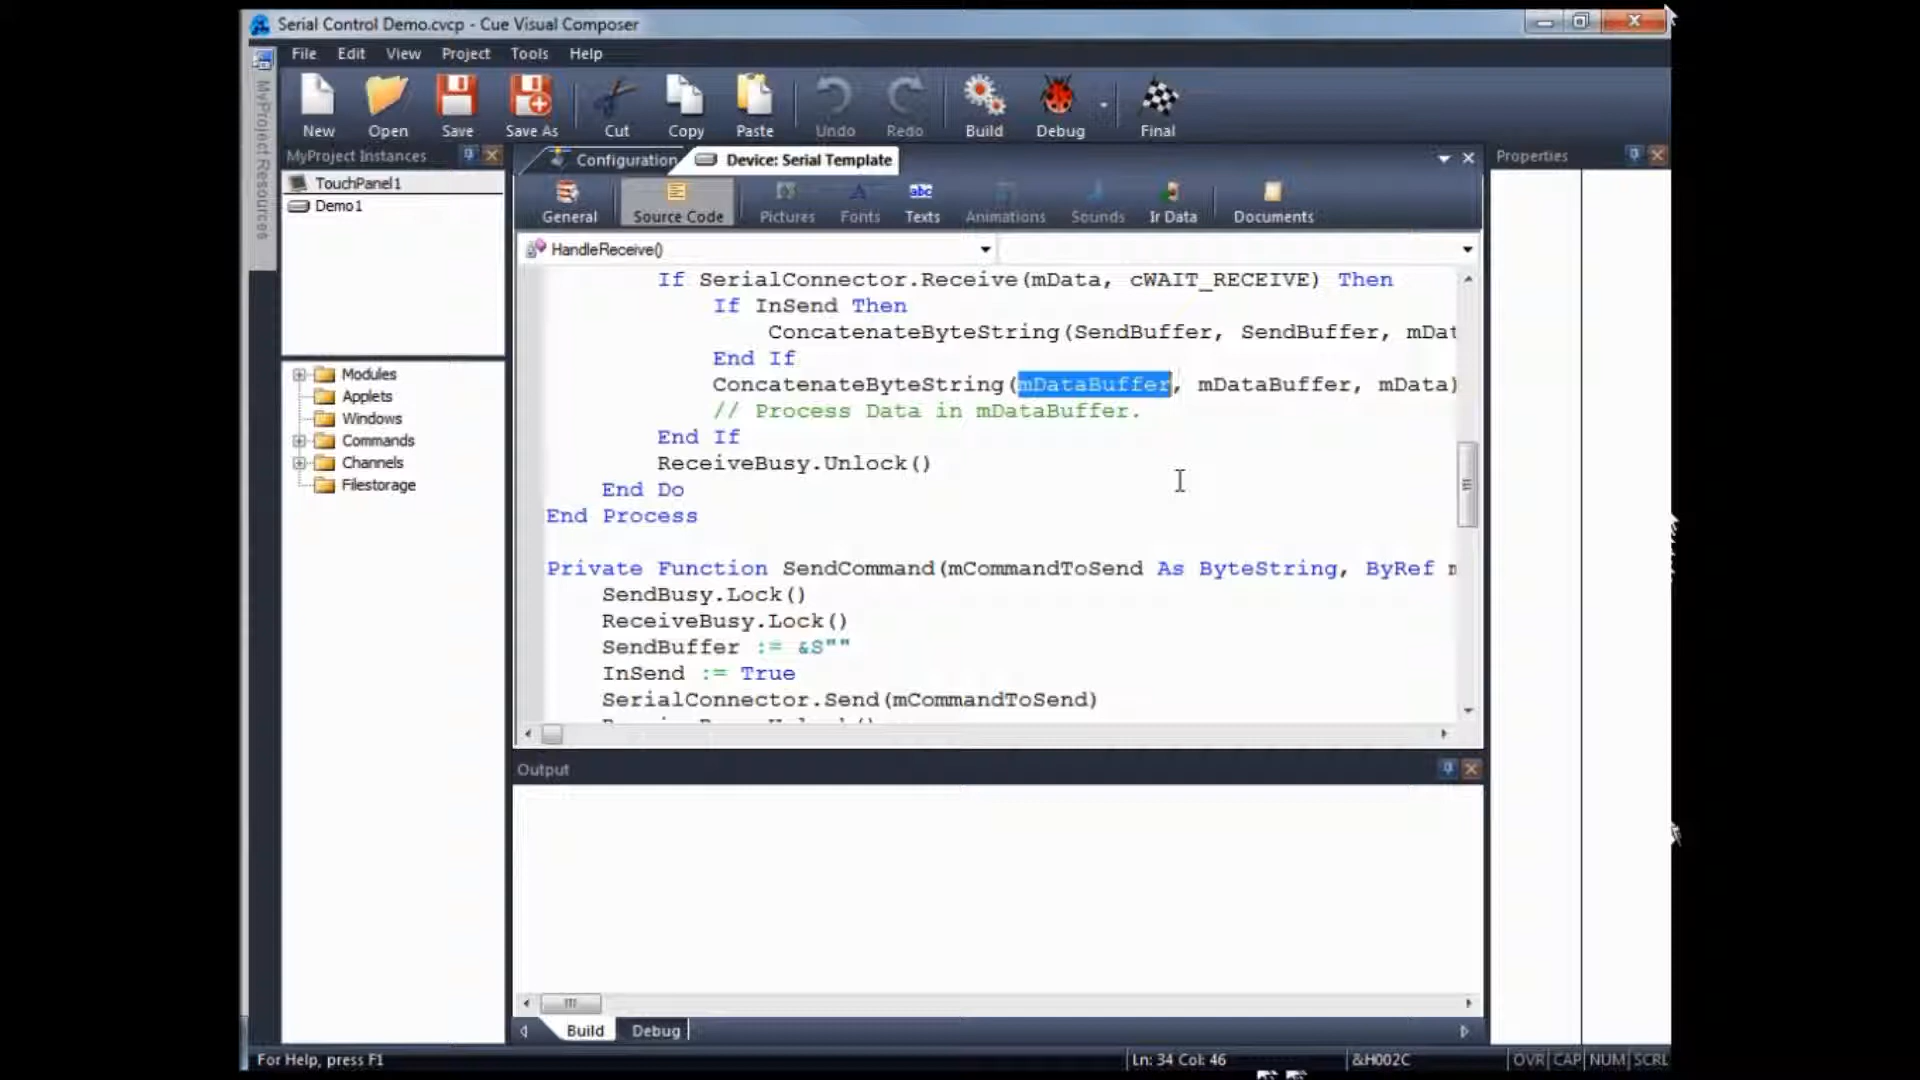 Serial Control Demo.cvcp - Cue Visual Composer
File Edit View Project Tools Help
New Open Save Save As Cut Copy Paste Undo Redo Build Debug Final
MyProject Resources
MyProject Instances
TouchPanel1
Demo1
Modules
Applets
Windows
Commands
Channels
Filestorage
Configuration Device: Serial Template
General Source Code Pictures Fonts abc Texts Animations Sounds Ir Data Documents
HandleReceive()
If SerialConnector.Receive(mData, cWAIT_RECEIVE) Then
If InSend Then
ConcatenateByteString(SendBuffer, SendBuffer, mDat
End If
ConcatenateByteString(mDataBuffer, mDataBuffer, mData)
// Process Data in mDataBuffer.
End If
ReceiveBusy.Unlock()
End Do
End Process
Private Function SendCommand(mCommandToSend As ByteString, ByRef m
SendBusy.Lock()
ReceiveBusy.Lock()
SendBuffer := &S""
InSend := True
SerialConnector.Send(mCommandToSend)
Output
Build Debug
Properties
For Help, press F1
Ln: 34 Col: 46
&H002C
OVR CAP NUM SCRL